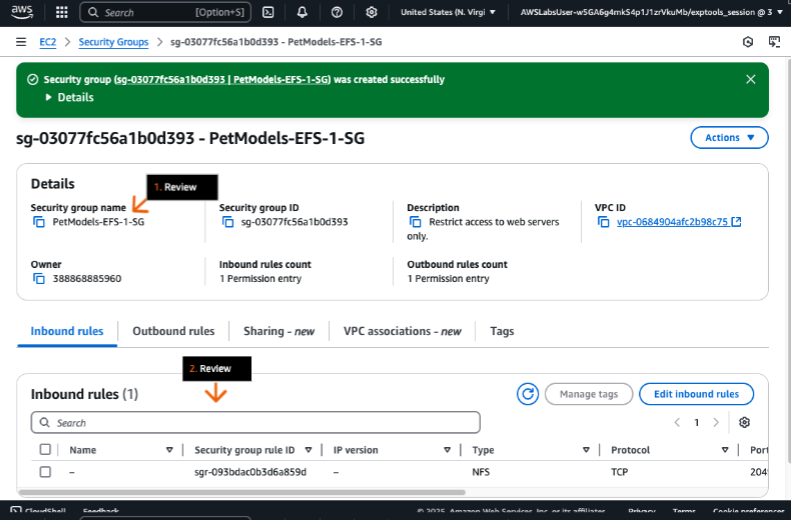 aws
Search
[Option+S]
United States (N. Virgi
AWSLabsUser-w5GA6g4mkS4p1J1zrVkuMb/exptools_session @ 3
EC2 > Security Groups > sg-03077fc56a1b0d393 - PetModels-EFS-1-SG
Security group (sg-03077fc56a1b0d393 | PetModels-EFS-1-SG) was created successfully
Details
sg-03077fc56a1b0d393 - PetModels-EFS-1-SG
Actions
Details
1. Review
Security group name
PetModels-EFS-1-SG
Security group ID
sg-03077fc56a1b0d393
Description
Restrict access to web servers
only.
VPC ID
vpc-0684904afc2b98c75
Owner
388868885960
Inbound rules count
1 Permission entry
Outbound rules count
1 Permission entry
Inbound rules
Outbound rules
Sharing - new
VPC associations - new
Tags
2. Review
Inbound rules (1)
Manage tags
Edit inbound rules
Search
1
Name
Security group rule ID
IP version
Type
Protocol
Port
–
sgr-093bdac0b3d6a859d
–
NFS
TCP
204
CloudShell
Feedback
© 2025, Amazon Web Services, Inc. or its affiliates.
Privacy
Terms
Cookie preferences